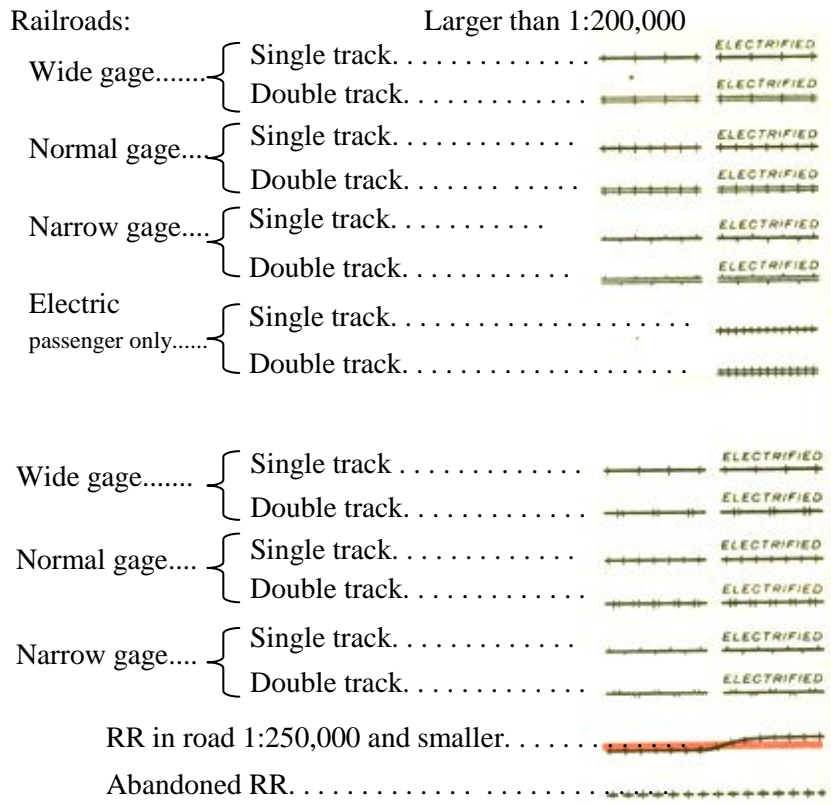 Railroads: Larger than 1:200,000
Wide gage....... Single track. . . . . . . . . . . . . . ELECTRIFIED
Double track. . . . . . . . . . . . . ELECTRIFIED
Normal gage.... Single track. . . . . . . . . . . . . ELECTRIFIED
Double track. . . . . . . . . . . . . ELECTRIFIED
Narrow gage.... Single track. . . . . . . . . . . ELECTRIFIED
Double track. . . . . . . . . . . . ELECTRIFIED
Electric
passenger only...... Single track. . . . . . . . . . . . . . . . . . . . .
Double track. . . . . . . . . . . . . . . . . . . .
Wide gage....... Single track . . . . . . . . . . . . . ELECTRIFIED
Double track. . . . . . . . . . . . . ELECTRIFIED
Normal gage.... Single track. . . . . . . . . . . . . ELECTRIFIED
Double track. . . . . . . . . . . . . ELECTRIFIED
Narrow gage.... Single track. . . . . . . . . . . . . ELECTRIFIED
Double track. . . . . . . . . . . . . ELECTRIFIED
RR in road 1:250,000 and smaller. . . . . . . . . . . . .
Abandoned RR. . . . . . . . . . . . . . . . . . . . . . . . . . .